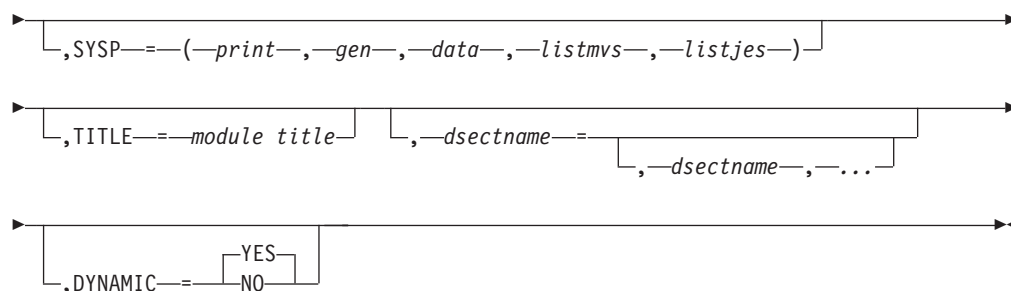 ,SYSP=(print,gen,data,listmvs,listjes)
,TITLE=module title ,dsectname=
,dsectname,...
YES
,DYNAMIC=NO